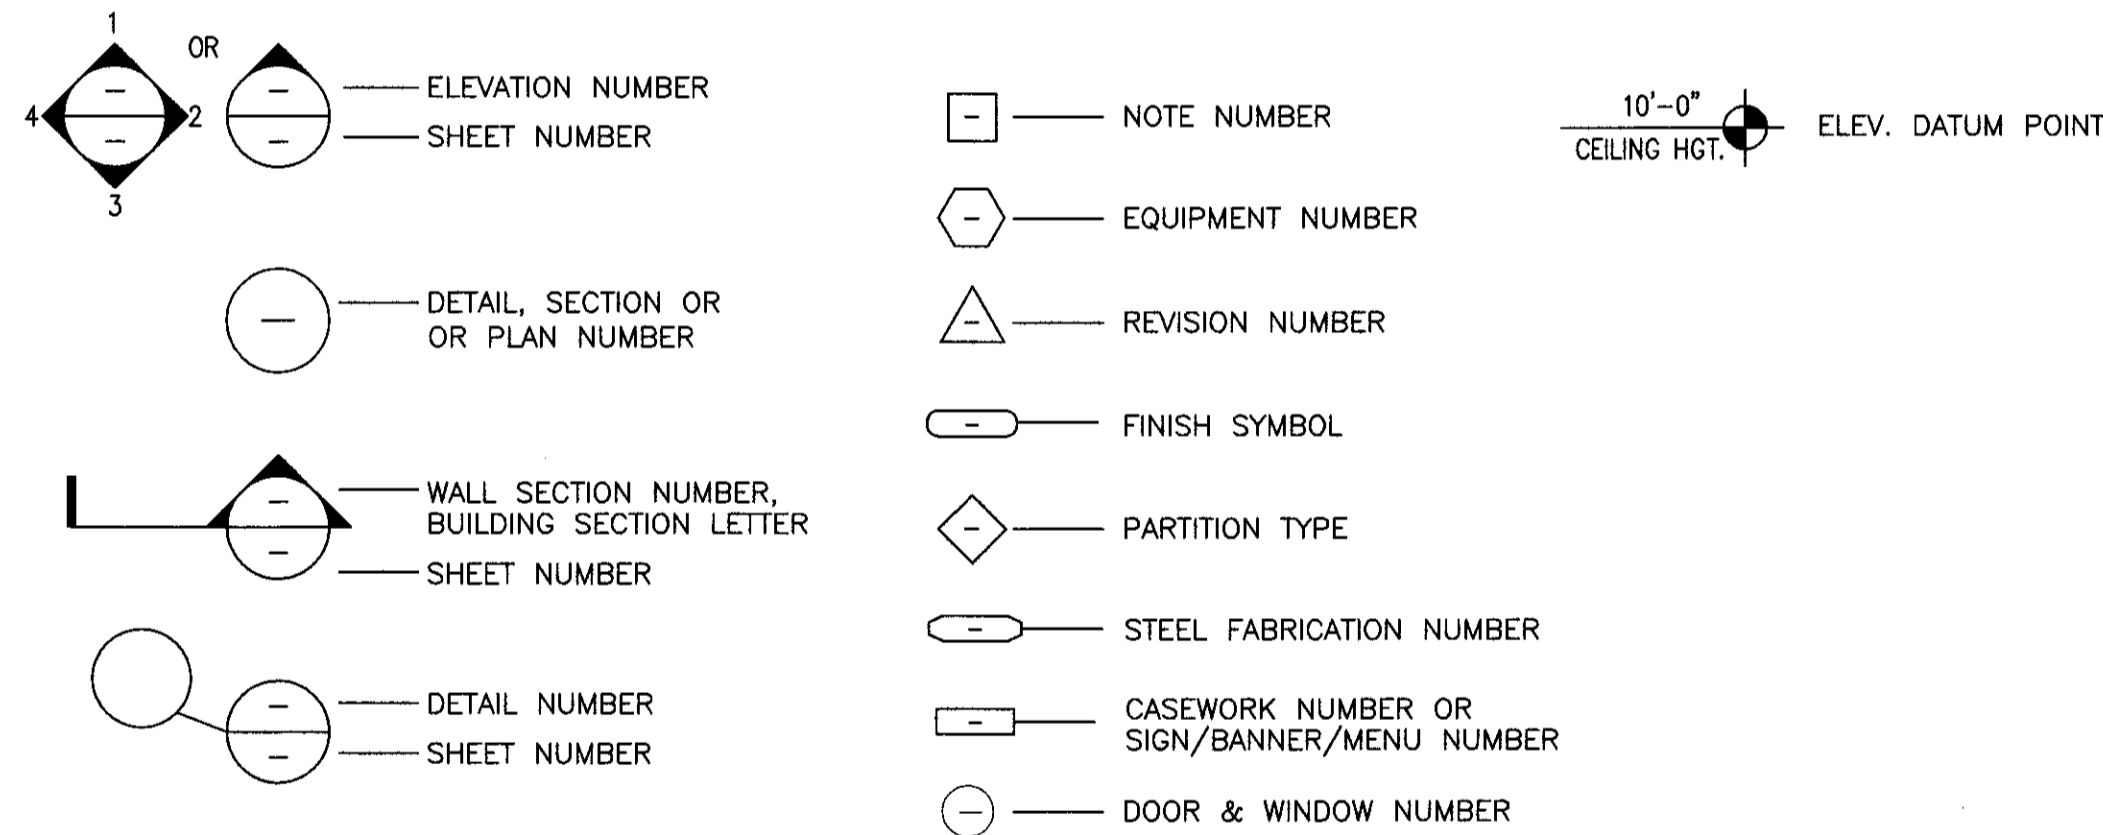 1
OR
4
2
3
ELEVATION NUMBER
SHEET NUMBER
DETAIL, SECTION OR
OR PLAN NUMBER
WALL SECTION NUMBER,
BUILDING SECTION LETTER
SHEET NUMBER
DETAIL NUMBER
SHEET NUMBER
NOTE NUMBER
EQUIPMENT NUMBER
REVISION NUMBER
FINISH SYMBOL
PARTITION TYPE
STEEL FABRICATION NUMBER
CASEWORK NUMBER OR
SIGN/BANNER/MENU NUMBER
DOOR & WINDOW NUMBER
10'-0"
CEILING HGT.
ELEV. DATUM POINT